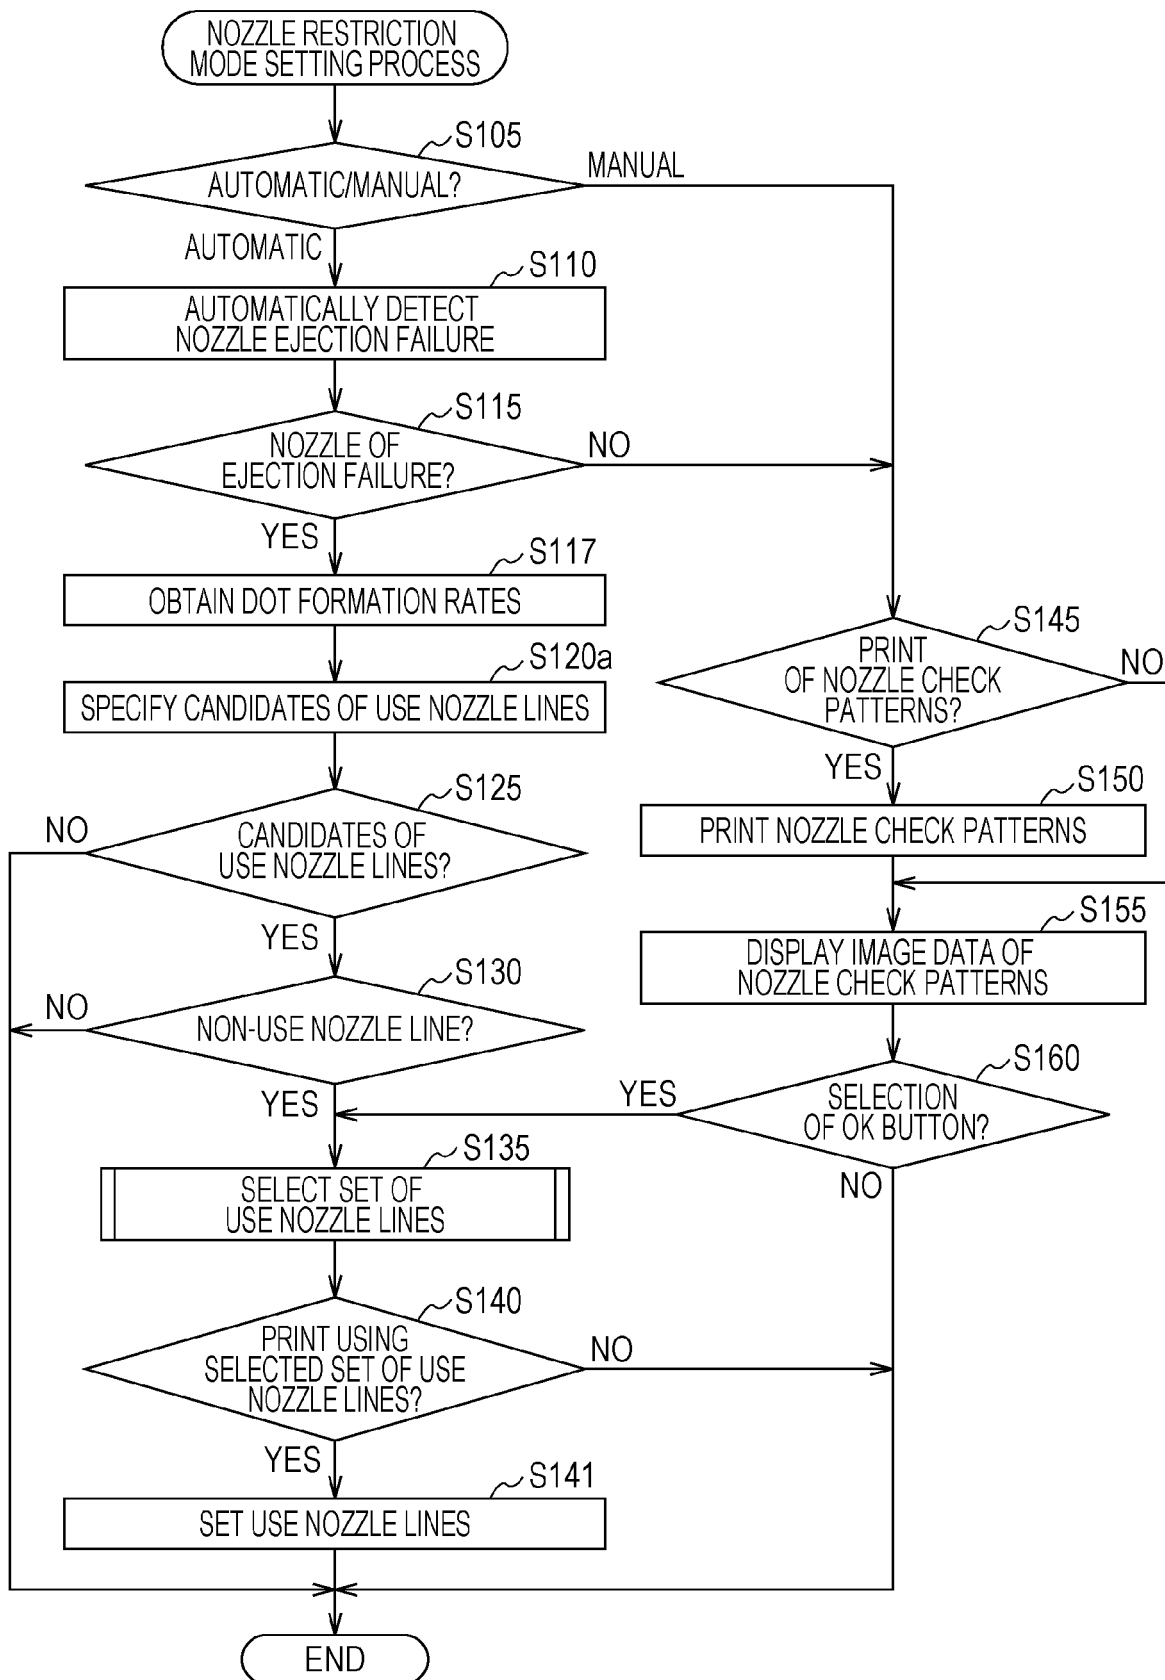 NOZZLE RESTRICTION
MODE SETTING PROCESS
S105
AUTOMATIC/MANUAL?
MANUAL
AUTOMATIC
S110
AUTOMATICALLY DETECT
NOZZLE EJECTION FAILURE
S115
NOZZLE OF
EJECTION FAILURE?
NO
YES
S117
OBTAIN DOT FORMATION RATES
S120a
SPECIFY CANDIDATES OF USE NOZZLE LINES
S125
NO
CANDIDATES OF
USE NOZZLE LINES?
YES
S130
NO
NON-USE NOZZLE LINE?
YES
S135
SELECT SET OF
USE NOZZLE LINES
S140
PRINT USING
SELECTED SET OF USE
NOZZLE LINES?
NO
YES
S141
SET USE NOZZLE LINES
S145
PRINT
OF NOZZLE CHECK
PATTERNS?
NO
YES
S150
PRINT NOZZLE CHECK PATTERNS
S155
DISPLAY IMAGE DATA OF
NOZZLE CHECK PATTERNS
S160
YES
SELECTION
OF OK BUTTON?
NO
END